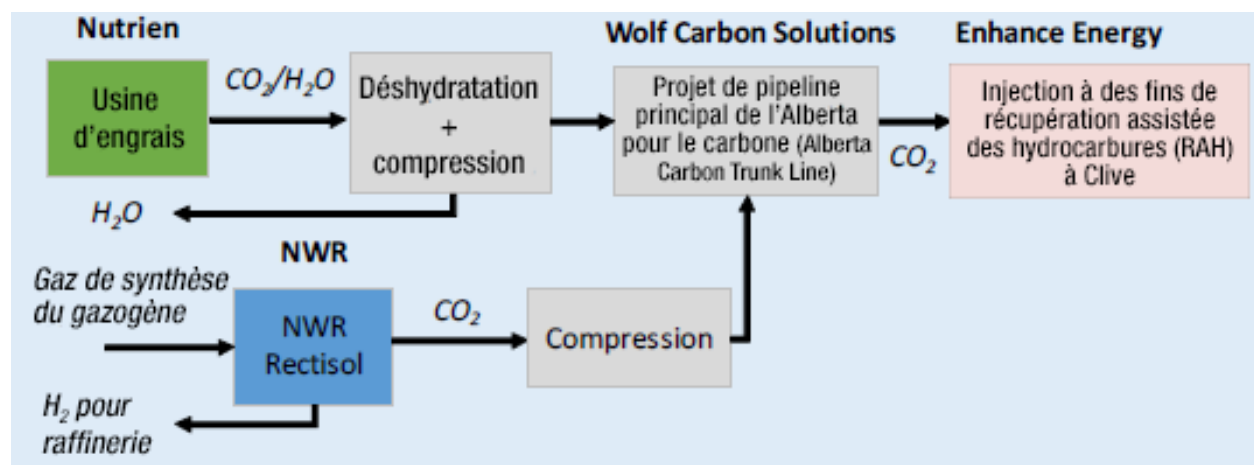 Nutrien
Wolf Carbon Solutions
Enhance Energy
Usine
d'engrais
CO₂/H₂O
Déshydratation
+
compression
Projet de pipeline
principal de l'Alberta
pour le carbone (Alberta
Carbon Trunk Line)
CO₂
Injection à des fins de
récupération assistée
des hydrocarbures (RAH)
à Clive
H₂O
NWR
Gaz de synthèse
du gazogène
NWR
Rectisol
CO₂
Compression
H₂ pour
raffinerie